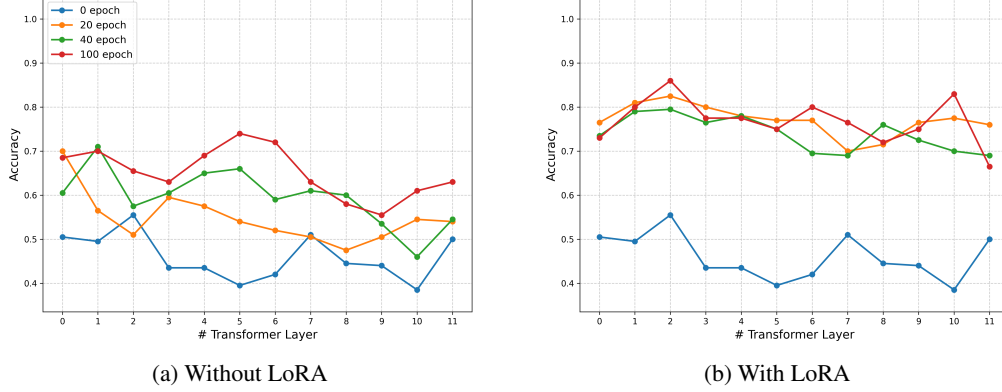 0 epoch
20 epoch
40 epoch
100 epoch
1.0
0.9
0.8
0.7
0.6
0.5
0.4
Accuracy
0 1 2 3 4 5 6 7 8 9 10 11
# Transformer Layer
(a) Without LoRA
1.0
0.9
0.8
0.7
0.6
0.5
0.4
Accuracy
0 1 2 3 4 5 6 7 8 9 10 11
# Transformer Layer
(b) With LoRA